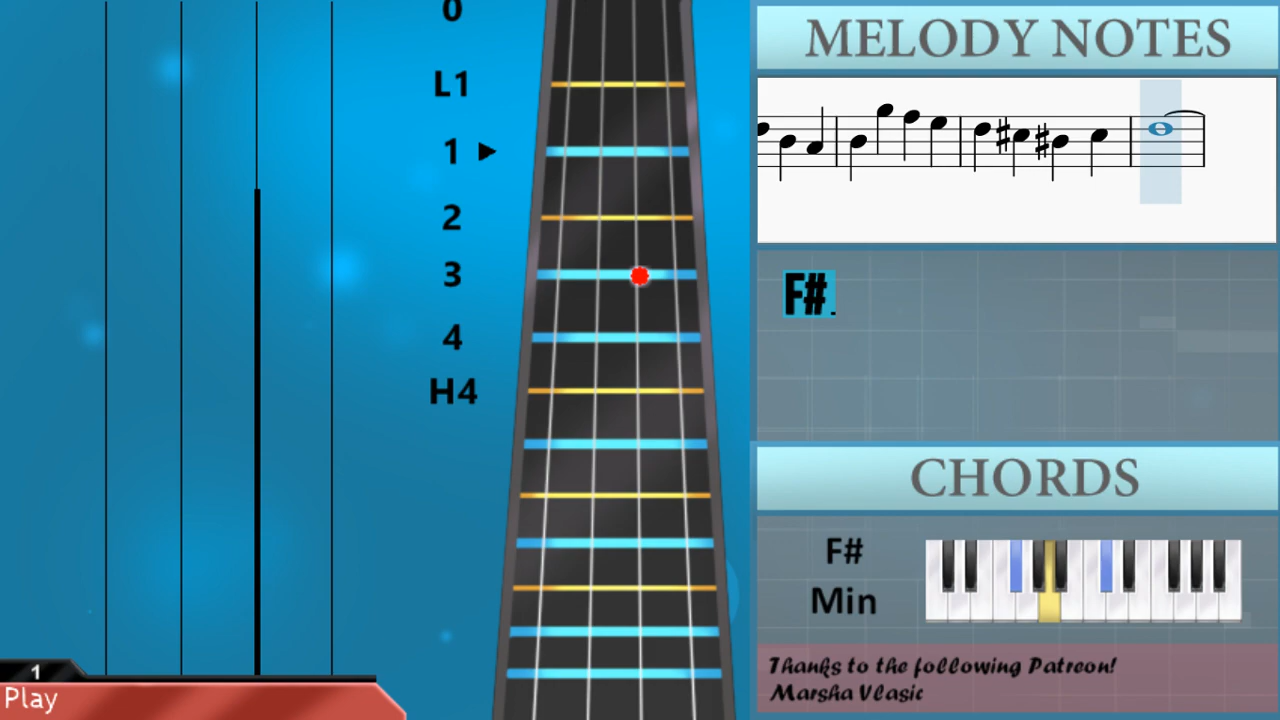 0
L1
1 ►
2
3
4
H4
1
Play
MELODY NOTES
F#.
CHORDS
F#
Min
Thanks to the following Patreon!
Marsha Vlasic